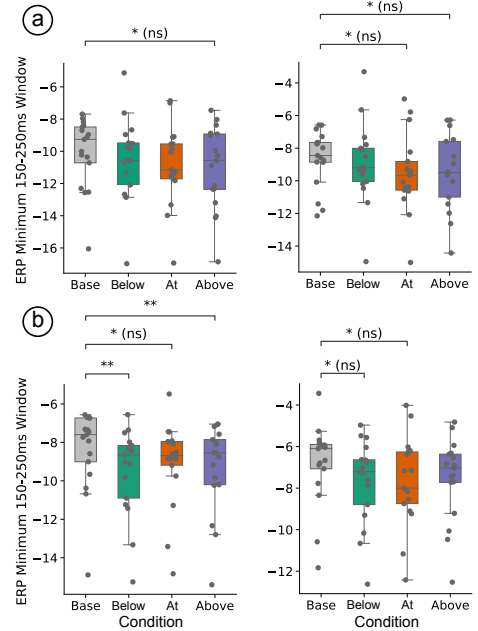 a
* (ns)
* (ns)
* (ns)
ERP Minimum 150-250ms Window
−6
−8
−10
−12
−14
−16
Base Below At Above
−4
−6
−8
−10
−12
−14
Base Below At Above
b
**
* (ns)
**
* (ns)
* (ns)
ERP Minimum 150-250ms Window
−6
−8
−10
−12
−14
Base Below At Above
Condition
−4
−6
−8
−10
−12
Base Below At Above
Condition